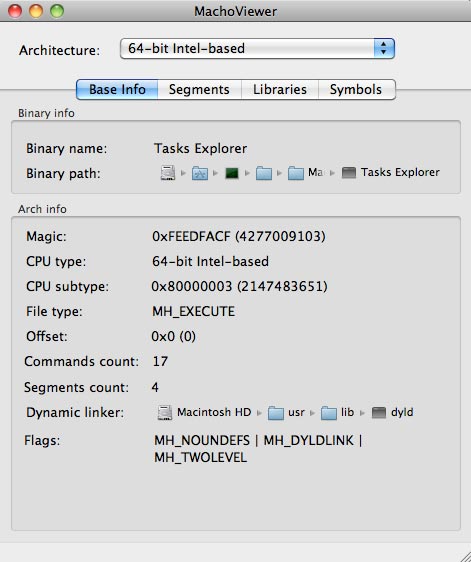 MachoViewer
Architecture: 64-bit Intel-based
Base Info Segments Libraries Symbols
Binary info
Binary name: Tasks Explorer
Binary path: Ma Tasks Explorer
Arch info
Magic: 0xFEEDFACF (4277009103)
CPU type: 64-bit Intel-based
CPU subtype: 0x80000003 (2147483651)
File type: MH_EXECUTE
Offset: 0x0 (0)
Commands count: 17
Segments count: 4
Dynamic linker: Macintosh HD usr lib dyld
Flags: MH_NOUNDEFS | MH_DYLDLINK |
MH_TWOLEVEL